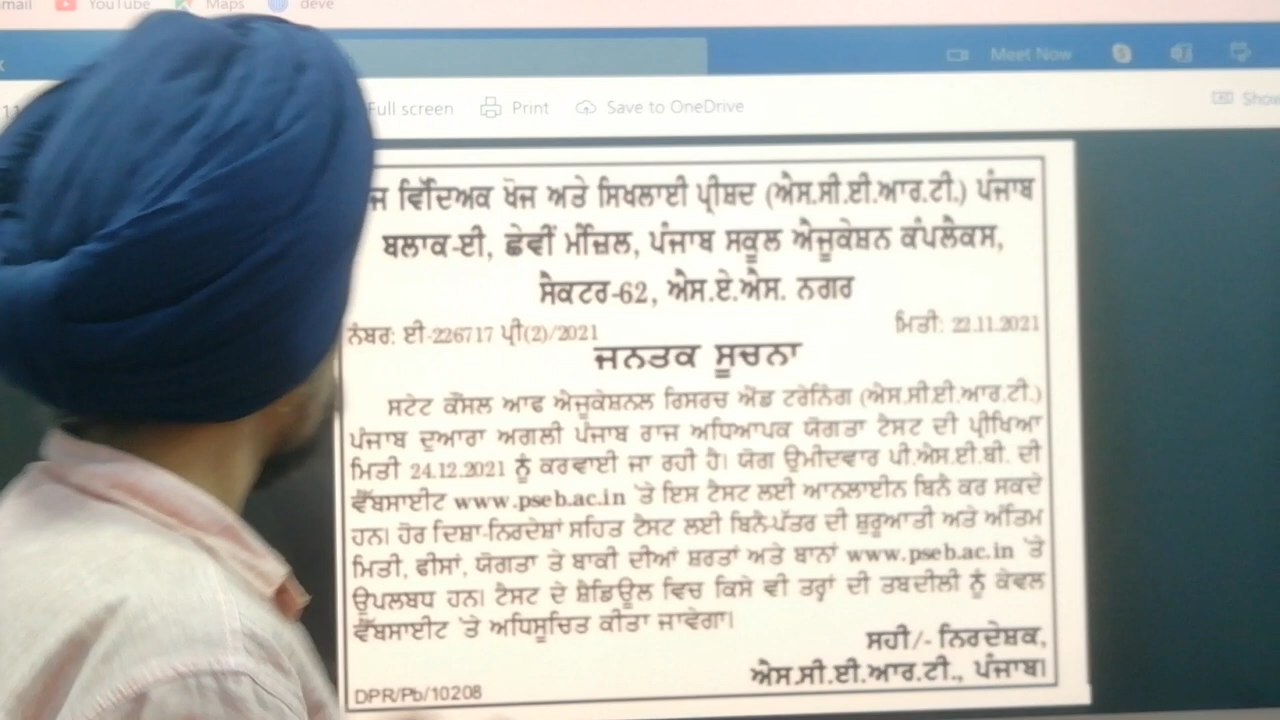 YouTube Maps deve
Meet Now
Full screen Print Save to OneDrive
ਵਿੱਦਿਅਕ ਖੋਜ ਅਤੇ ਸਿਖਲਾਈ ਪ੍ਰੀਸ਼ਦ (ਐਸ.ਸੀ.ਈ.ਆਰ.ਟੀ.) ਪੰਜਾਬ
ਬਲਾਕ-ਈ, ਛੇਵੀਂ ਮੰਜ਼ਿਲ, ਪੰਜਾਬ ਸਕੂਲ ਐਜੂਕੇਸ਼ਨ ਕੰਪਲੈਕਸ,
ਸੈਕਟਰ-62, ਐਸ.ਏ.ਐਸ. ਨਗਰ
ਨੰਬਰ: ਈ-226717 ਪੀ(2)/2021 ਮਿਤੀ: 22.11.2021
ਜਨਤਕ ਸੂਚਨਾ
ਸਟੇਟ ਕੌਂਸਲ ਆਫ ਐਜੂਕੇਸ਼ਨਲ ਰਿਸਰਚ ਐਂਡ ਟਰੇਨਿੰਗ (ਐਸ.ਸੀ.ਈ.ਆਰ.ਟੀ.)
ਪੰਜਾਬ ਦੁਆਰਾ ਅਗਲੀ ਪੰਜਾਬ ਰਾਜ ਅਧਿਆਪਕ ਯੋਗਤਾ ਟੈਸਟ ਦੀ ਪ੍ਰੀਖਿਆ
ਮਿਤੀ 24.12.2021 ਨੂੰ ਕਰਵਾਈ ਜਾ ਰਹੀ ਹੈ। ਯੋਗ ਉਮੀਦਵਾਰ ਪੀ.ਐਸ.ਈ.ਬੀ. ਦੀ
ਵੈੱਬਸਾਈਟ www.pseb.ac.in 'ਤੇ ਇਸ ਟੈਸਟ ਲਈ ਆਨਲਾਈਨ ਬਿਨੈ ਕਰ ਸਕਦੇ
ਹਨ। ਹੋਰ ਦਿਸ਼ਾ-ਨਿਰਦੇਸ਼ਾਂ ਸਹਿਤ ਟੈਸਟ ਲਈ ਬਿਨੈ-ਪੱਤਰ ਦੀ ਸ਼ੁਰੂਆਤੀ ਅਤੇ ਅੰਤਿਮ
ਮਿਤੀ, ਫੀਸਾਂ, ਯੋਗਤਾ ਤੇ ਬਾਕੀ ਦੀਆਂ ਸ਼ਰਤਾਂ ਅਤੇ ਬਾਨਾਂ www.pseb.ac.in 'ਤੇ
ਉਪਲਬਧ ਹਨ। ਟੈਸਟ ਦੇ ਸ਼ੈਡਿਊਲ ਵਿਚ ਕਿਸੇ ਵੀ ਤਰ੍ਹਾਂ ਦੀ ਤਬਦੀਲੀ ਨੂੰ ਕੇਵਲ
ਵੈੱਬਸਾਈਟ 'ਤੇ ਅਧਿਸੂਚਿਤ ਕੀਤਾ ਜਾਵੇਗਾ।
ਸਹੀ/- ਨਿਰਦੇਸ਼ਕ,
ਐਸ.ਸੀ.ਈ.ਆਰ.ਟੀ., ਪੰਜਾਬ।
DPR/Pb/10208